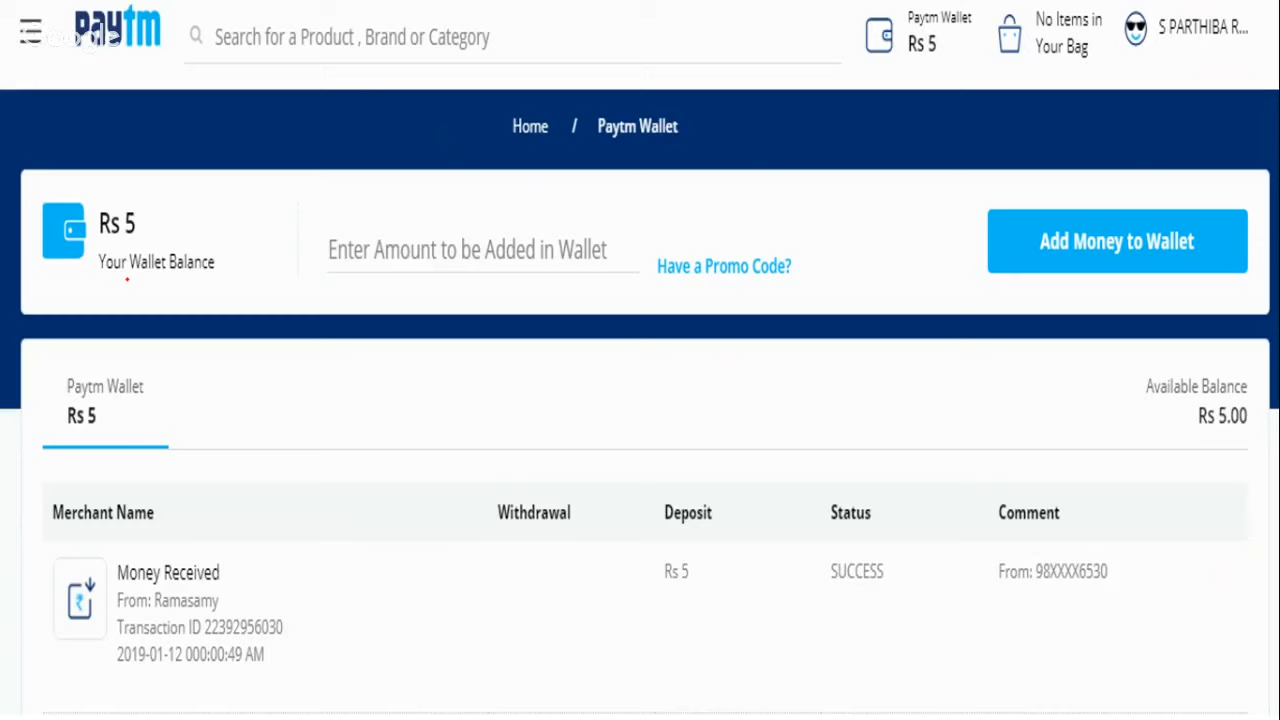 Google
paytm
Search for a Product , Brand or Category
Paytm Wallet
Rs 5
No Items in
Your Bag
S PARTHIBA R...
Home / Paytm Wallet
Rs 5
Your Wallet Balance
Enter Amount to be Added in Wallet
Have a Promo Code?
Add Money to Wallet
Paytm Wallet
Rs 5
Available Balance
Rs 5.00
Merchant Name Withdrawal Deposit Status Comment
Money Received Rs 5 SUCCESS From: 98XXXX6530
From: Ramasamy
Transaction ID 22392956030
2019-01-12 000:00:49 AM